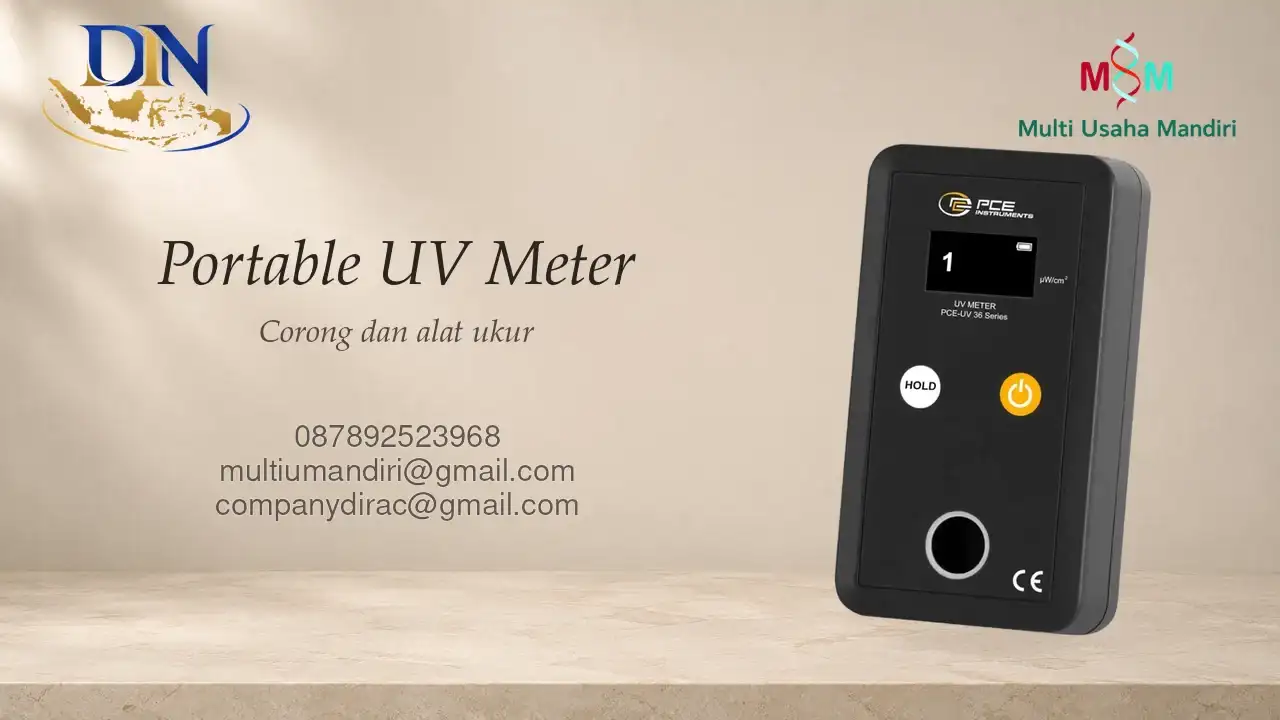 DN
MSM
Multi Usaha Mandiri
Portable UV Meter
Corong dan alat ukur
087892523968
multiumandiri@gmail.com
companydirac@gmail.com
PCE
INSTRUMENTS
1
µW/cm²
UV METER
PCE-UV 36 Series
HOLD
CE